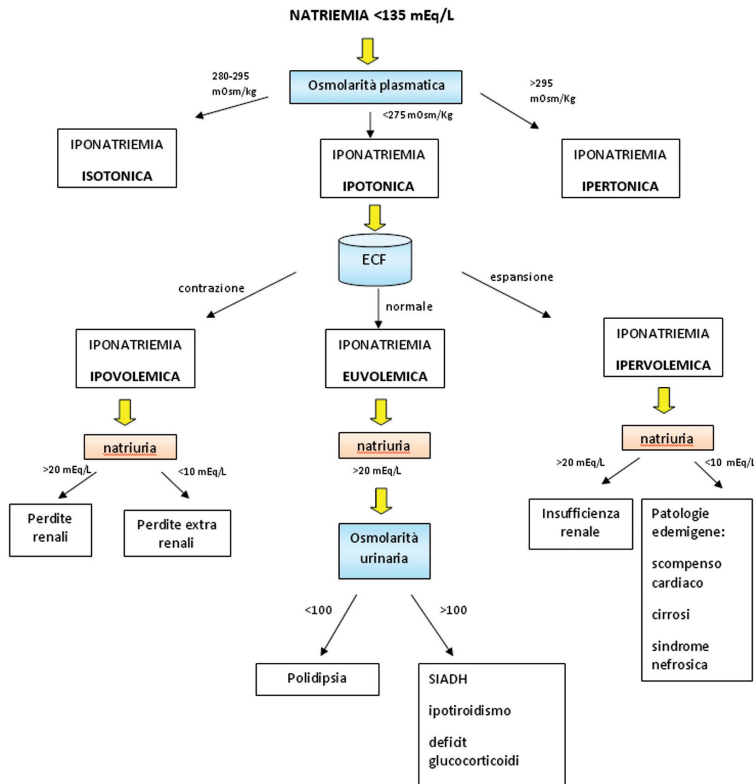 NATRIEMIA <135 mEq/L
Osmolarità plasmatica
280-295
mOsm/kg
<275 mOsm/Kg
>295
mOsm/Kg
IPONATRIEMIA
ISOTONICA
IPONATRIEMIA
IPOTONICA
IPONATRIEMIA
IPERTONICA
ECF
contrazione
normale
espansione
IPONATRIEMIA
IPOVOLEMICA
IPONATRIEMIA
EUVOLEMICA
IPONATRIEMIA
IPERVOLEMICA
natriuria
natriuria
natriuria
>20 mEq/L
<10 mEq/L
>20 mEq/L
>20 mEq/L
<10 mEq/L
Perdite
renali
Perdite extra
renali
Osmolarità
urinaria
Insufficienza
renale
Patologie
edemigene:
scompenso
cardiaco
cirrosi
sindrome
nefrosica
<100
>100
Polidipsia
SIADH
ipotiroidismo
deficit
glucocorticoidi